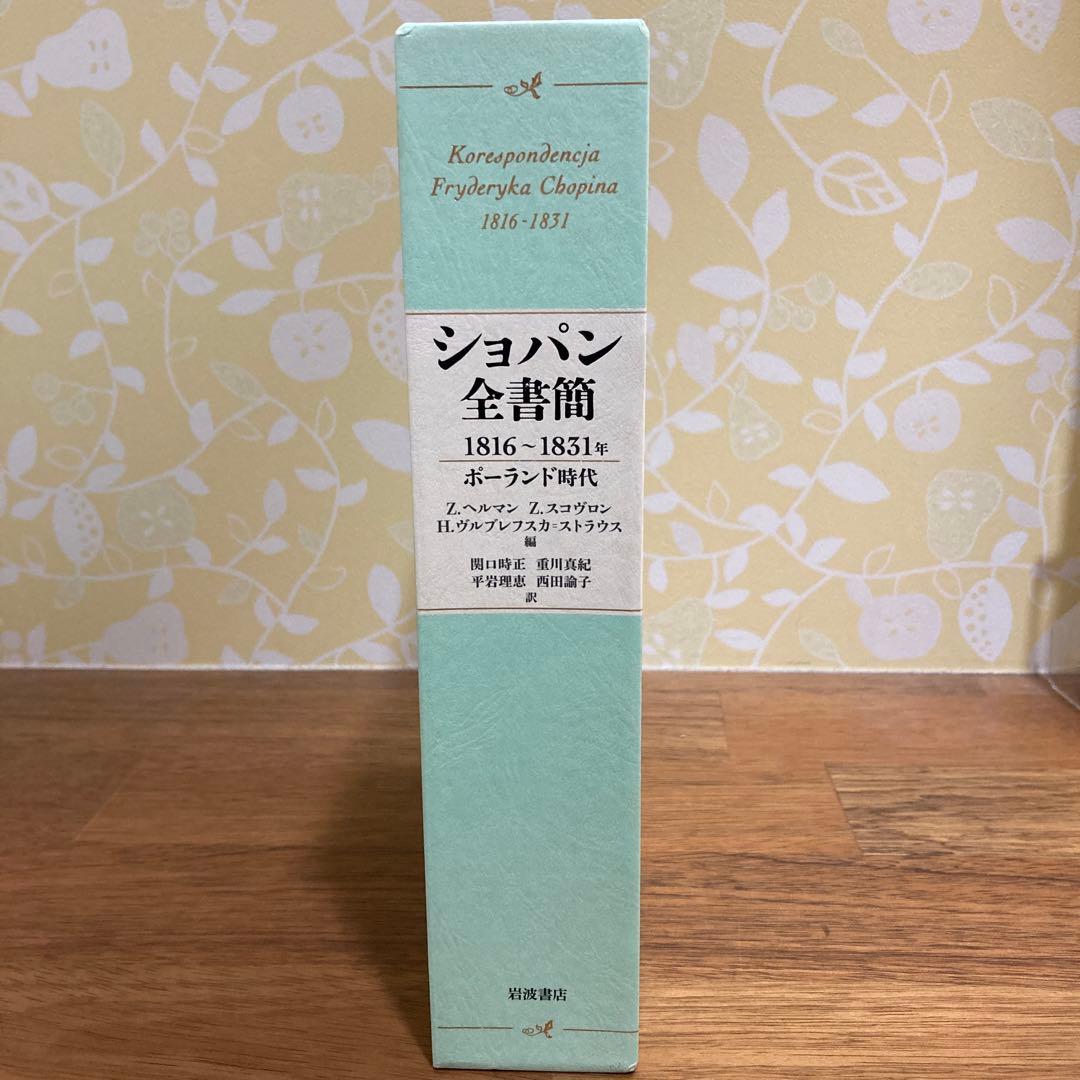 Korespondencja
Fryderyka Chopina
1816-1831
ショパン
全書簡
1816～1831年
ポーランド時代
Z.ヘルマン Z.スコヴロン
H.ヴルブレフスカ=ストラウス
編
関口時正 重川真紀
平岩理恵 西田諭子
訳
岩波書店